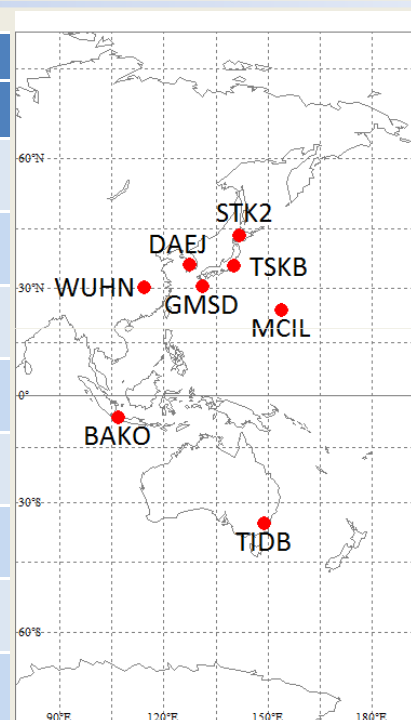 60°N
STK2
DAEJ
TSKB
WUHN
30°N
GMSD
MCIL
0°
BAKO
30°S
TIDB
60°S
90°E 120°E 150°E 180°E